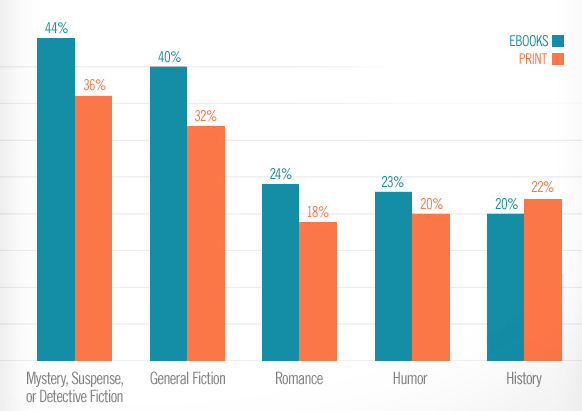 44%
36%
40%
32%
24%
18%
23%
20%
20%
22%
EBOOKS
PRINT
Mystery, Suspense,
or Detective Fiction
General Fiction
Romance
Humor
History